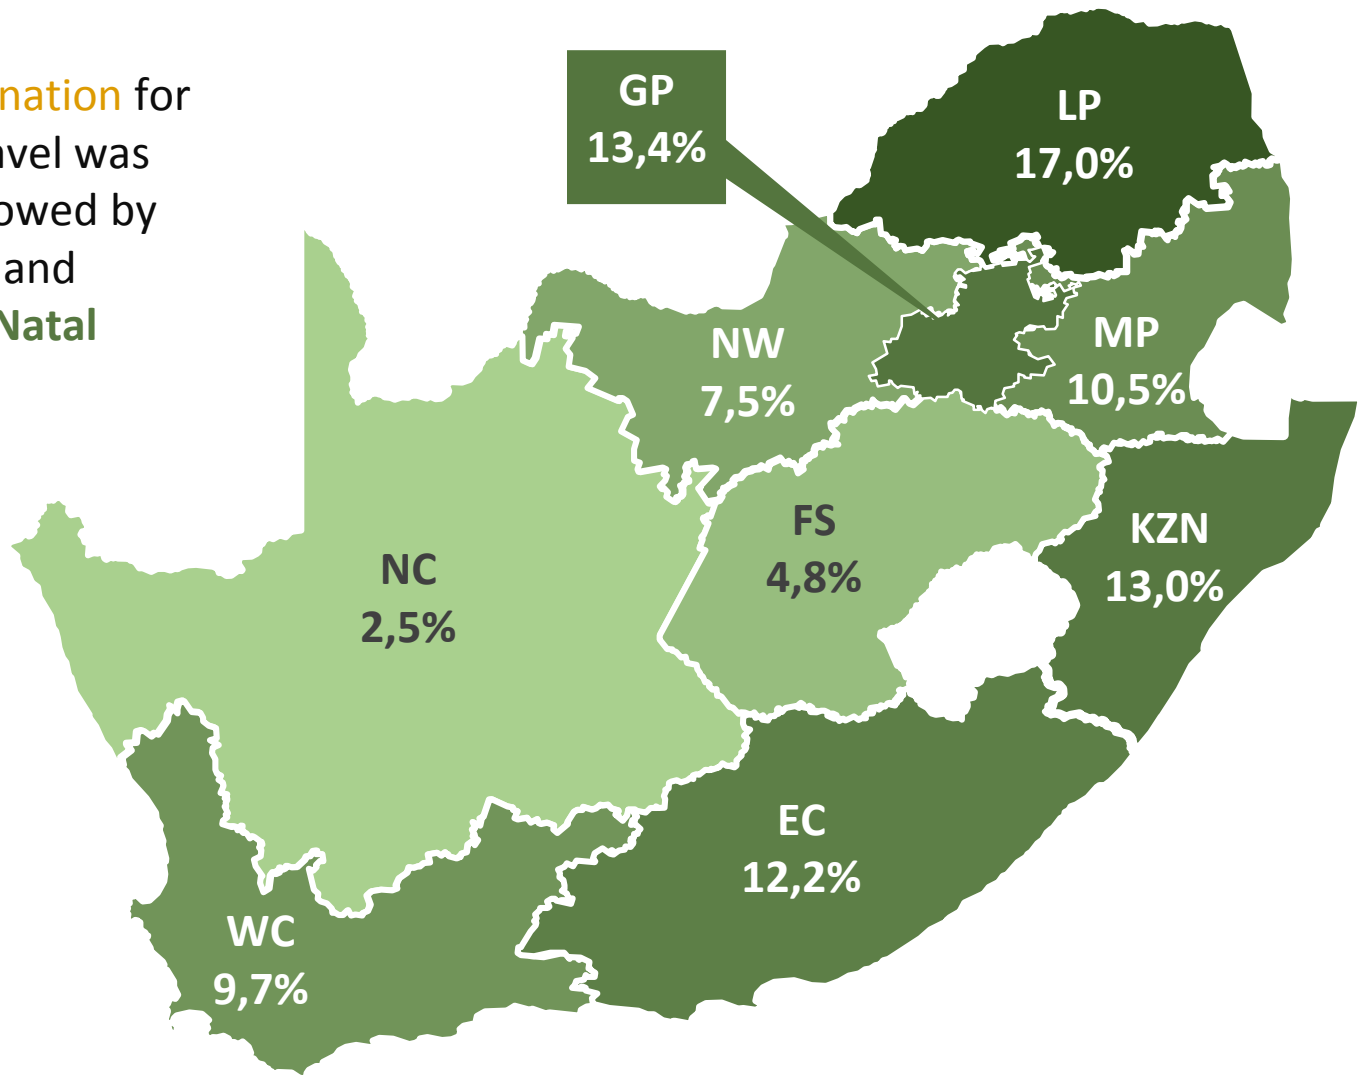 nation for
vel was
owed by
and
Natal
GP
13,4%
LP
17,0%
NW
7,5%
MP
10,5%
FS
4,8%
KZN
13,0%
NC
2,5%
EC
12,2%
WC
9,7%